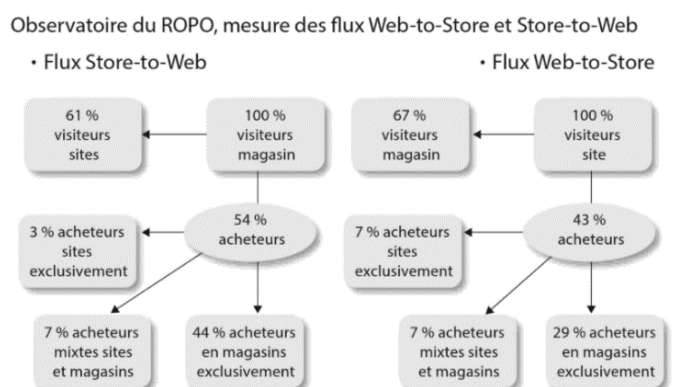 Observatoire du ROPO, mesure des flux Web-to-Store et Store-to-Web
• Flux Store-to-Web
• Flux Web-to-Store
61 %
visiteurs
sites
100 %
visiteurs
magasin
67 %
visiteurs
magasin
100 %
visiteurs
site
3 % acheteurs
sites
exclusivement
54 %
acheteurs
7 % acheteurs
sites
exclusivement
43 %
acheteurs
7 % acheteurs
mixtes sites
et magasins
44 % acheteurs
en magasins
exclusivement
7 % acheteurs
mixtes sites
et magasins
29 % acheteurs
en magasins
exclusivement